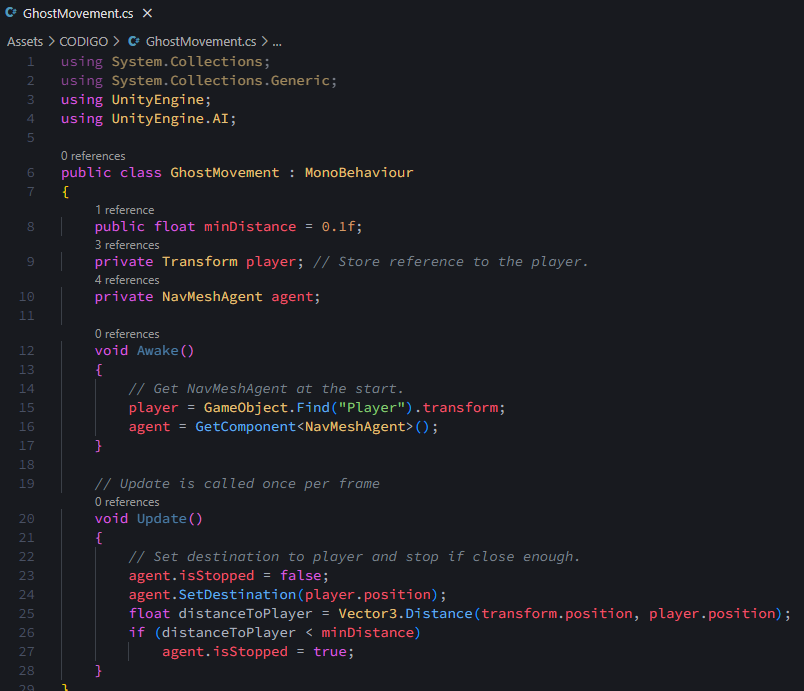 GhostMovement.cs
Assets > CODIGO > GhostMovement.cs > ...
1 using System.Collections;
2 using System.Collections.Generic;
3 using UnityEngine;
4 using UnityEngine.AI;
5
0 references
6 public class GhostMovement : MonoBehaviour
7 {
1 reference
8 public float minDistance = 0.1f;
3 references
9 private Transform player; // Store reference to the player.
4 references
10 private NavMeshAgent agent;
11
0 references
12 void Awake()
13 {
14 // Get NavMeshAgent at the start.
15 player = GameObject.Find("Player").transform;
16 agent = GetComponent<NavMeshAgent>();
17 }
18
19 // Update is called once per frame
0 references
20 void Update()
21 {
22 // Set destination to player and stop if close enough.
23 agent.isStopped = false;
24 agent.SetDestination(player.position);
25 float distanceToPlayer = Vector3.Distance(transform.position, player.position);
26 if (distanceToPlayer < minDistance)
27 agent.isStopped = true;
28 }
29 }